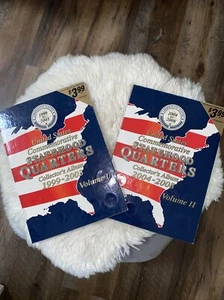 $3.99
United States
Commemorative
STATEHOOD
QUARTERS
Collector's Album
1999-2003
Volume I
$3.99
United States
Commemorative
STATEHOOD
QUARTERS
Collector's Album
2004-2008
Volume II